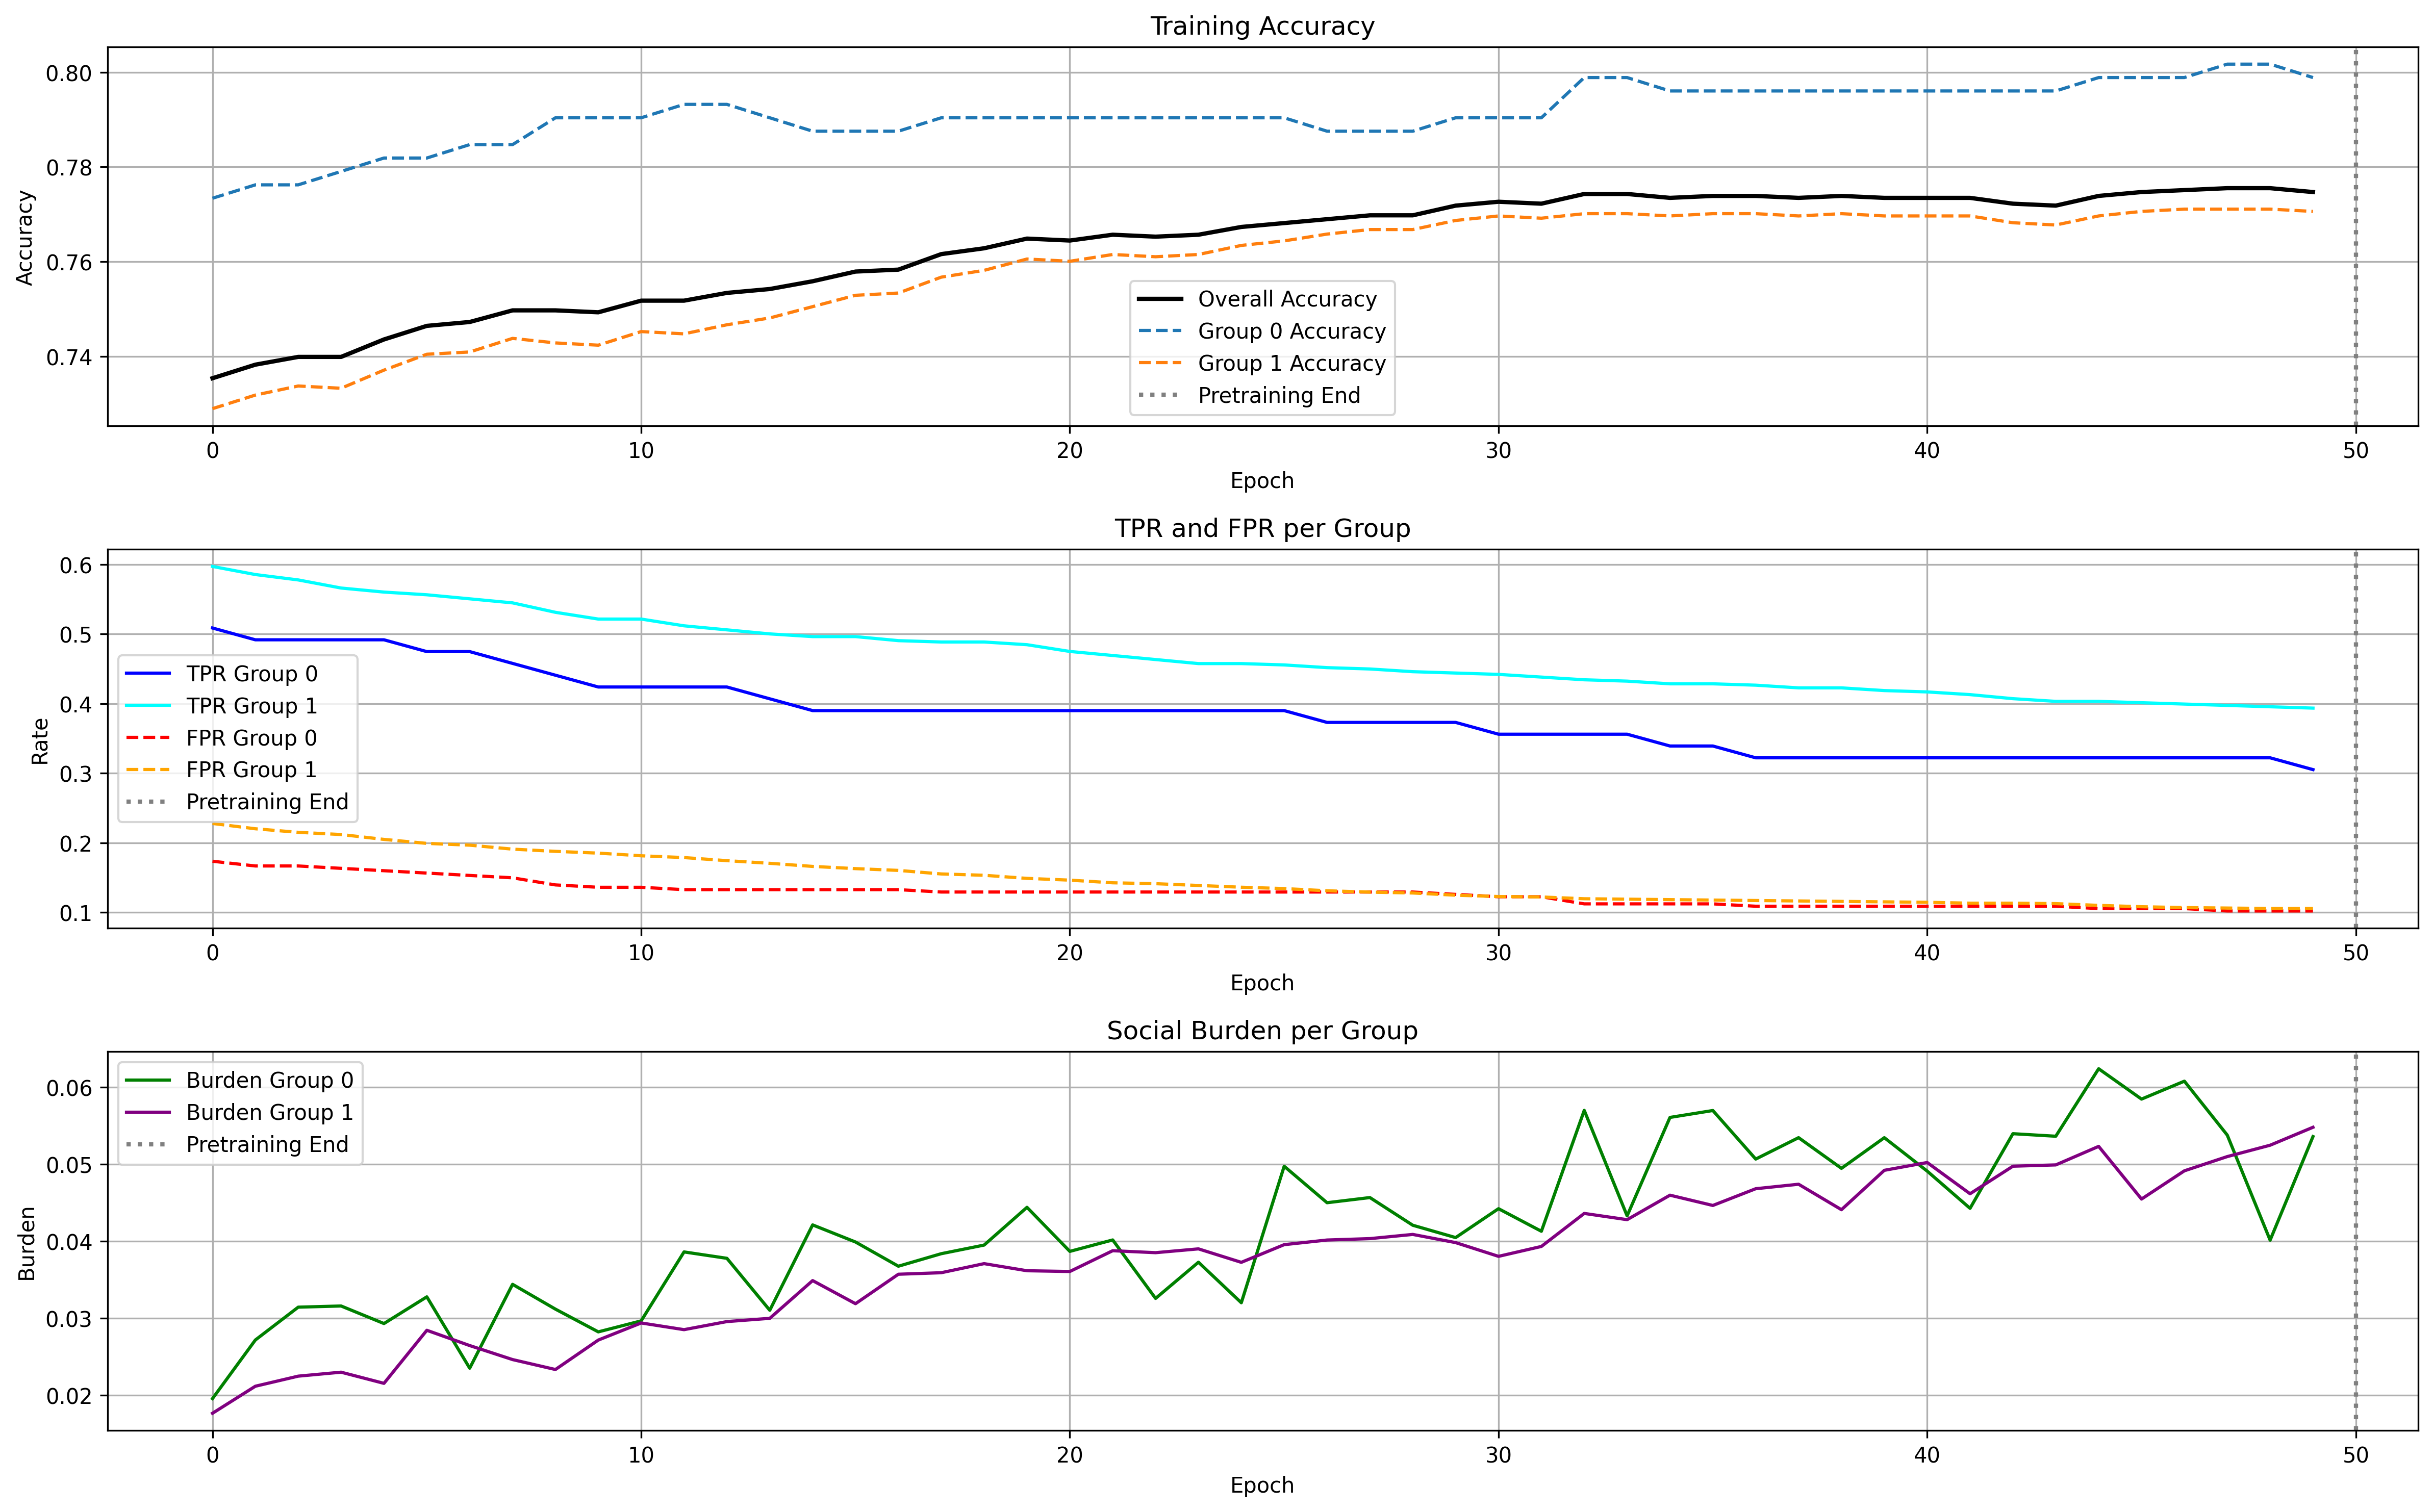 Training Accuracy
Accuracy
0.80
0.78
0.76
0.74
Overall Accuracy
Group 0 Accuracy
Group 1 Accuracy
Pretraining End
0 10 20 30 40 50
Epoch
TPR and FPR per Group
Rate
0.6
0.5
0.4
0.3
0.2
0.1
TPR Group 0
TPR Group 1
FPR Group 0
FPR Group 1
Pretraining End
0 10 20 30 40 50
Epoch
Social Burden per Group
Burden
0.06
0.05
0.04
0.03
0.02
Burden Group 0
Burden Group 1
Pretraining End
0 10 20 30 40 50
Epoch